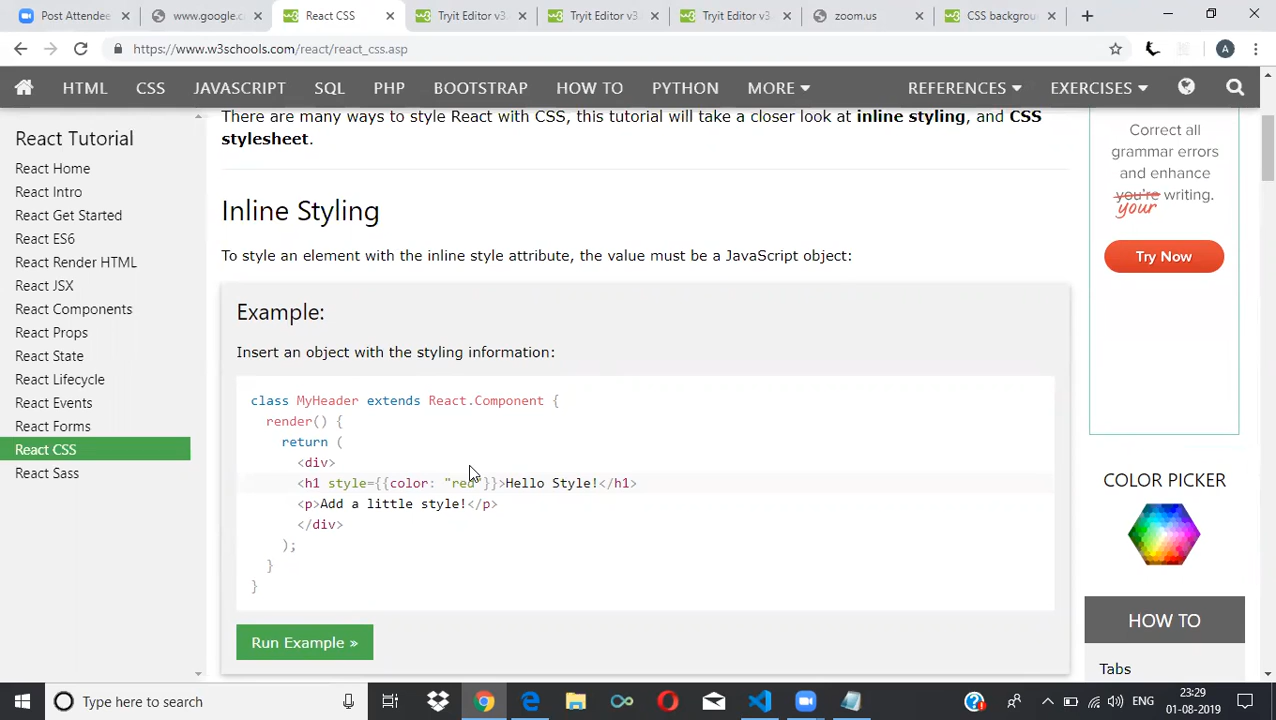 Post Attendee
www.google.c
React CSS
Tryit Editor v3.
Tryit Editor v3.
Tryit Editor v3.
zoom.us
CSS backgrou
https://www.w3schools.com/react/react_css.asp
A
HTML CSS JAVASCRIPT SQL PHP BOOTSTRAP HOW TO PYTHON MORE REFERENCES EXERCISES
React Tutorial
React Home
React Intro
React Get Started
React ES6
React Render HTML
React JSX
React Components
React Props
React State
React Lifecycle
React Events
React Forms
React CSS
React Sass
There are many ways to style React with CSS, this tutorial will take a closer look at inline styling, and CSS
stylesheet.
Inline Styling
To style an element with the inline style attribute, the value must be a JavaScript object:
Example:
Insert an object with the styling information:
class MyHeader extends React.Component {
render() {
return (
<div>
<h1 style={{color: "red"}}>Hello Style!</h1>
<p>Add a little style!</p>
</div>
);
}
}
Run Example »
Correct all
grammar errors
and enhance
you're writing.
your
Try Now
COLOR PICKER
HOW TO
Tabs
Type here to search
ENG
23:29
01-08-2019